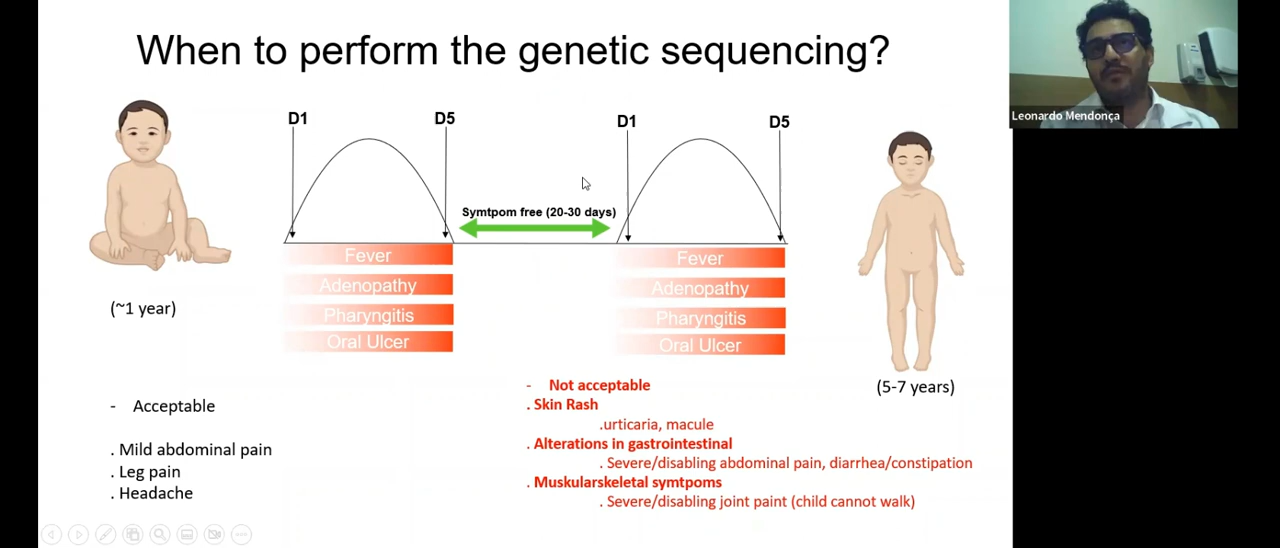 When to perform the genetic sequencing?
Leonardo Mendonça
D1
D5
D1
D5
Symtpom free (20-30 days)
Fever
Adenopathy
Pharyngitis
Oral Ulcer
Fever
Adenopathy
Pharyngitis
Oral Ulcer
(~1 year)
(5-7 years)
- Acceptable
. Mild abdominal pain
. Leg pain
. Headache
- Not acceptable
. Skin Rash
.urticaria, macule
. Alterations in gastrointestinal
. Severe/disabling abdominal pain, diarrhea/constipation
. Muskularskeletal symtpoms
. Severe/disabling joint paint (child cannot walk)